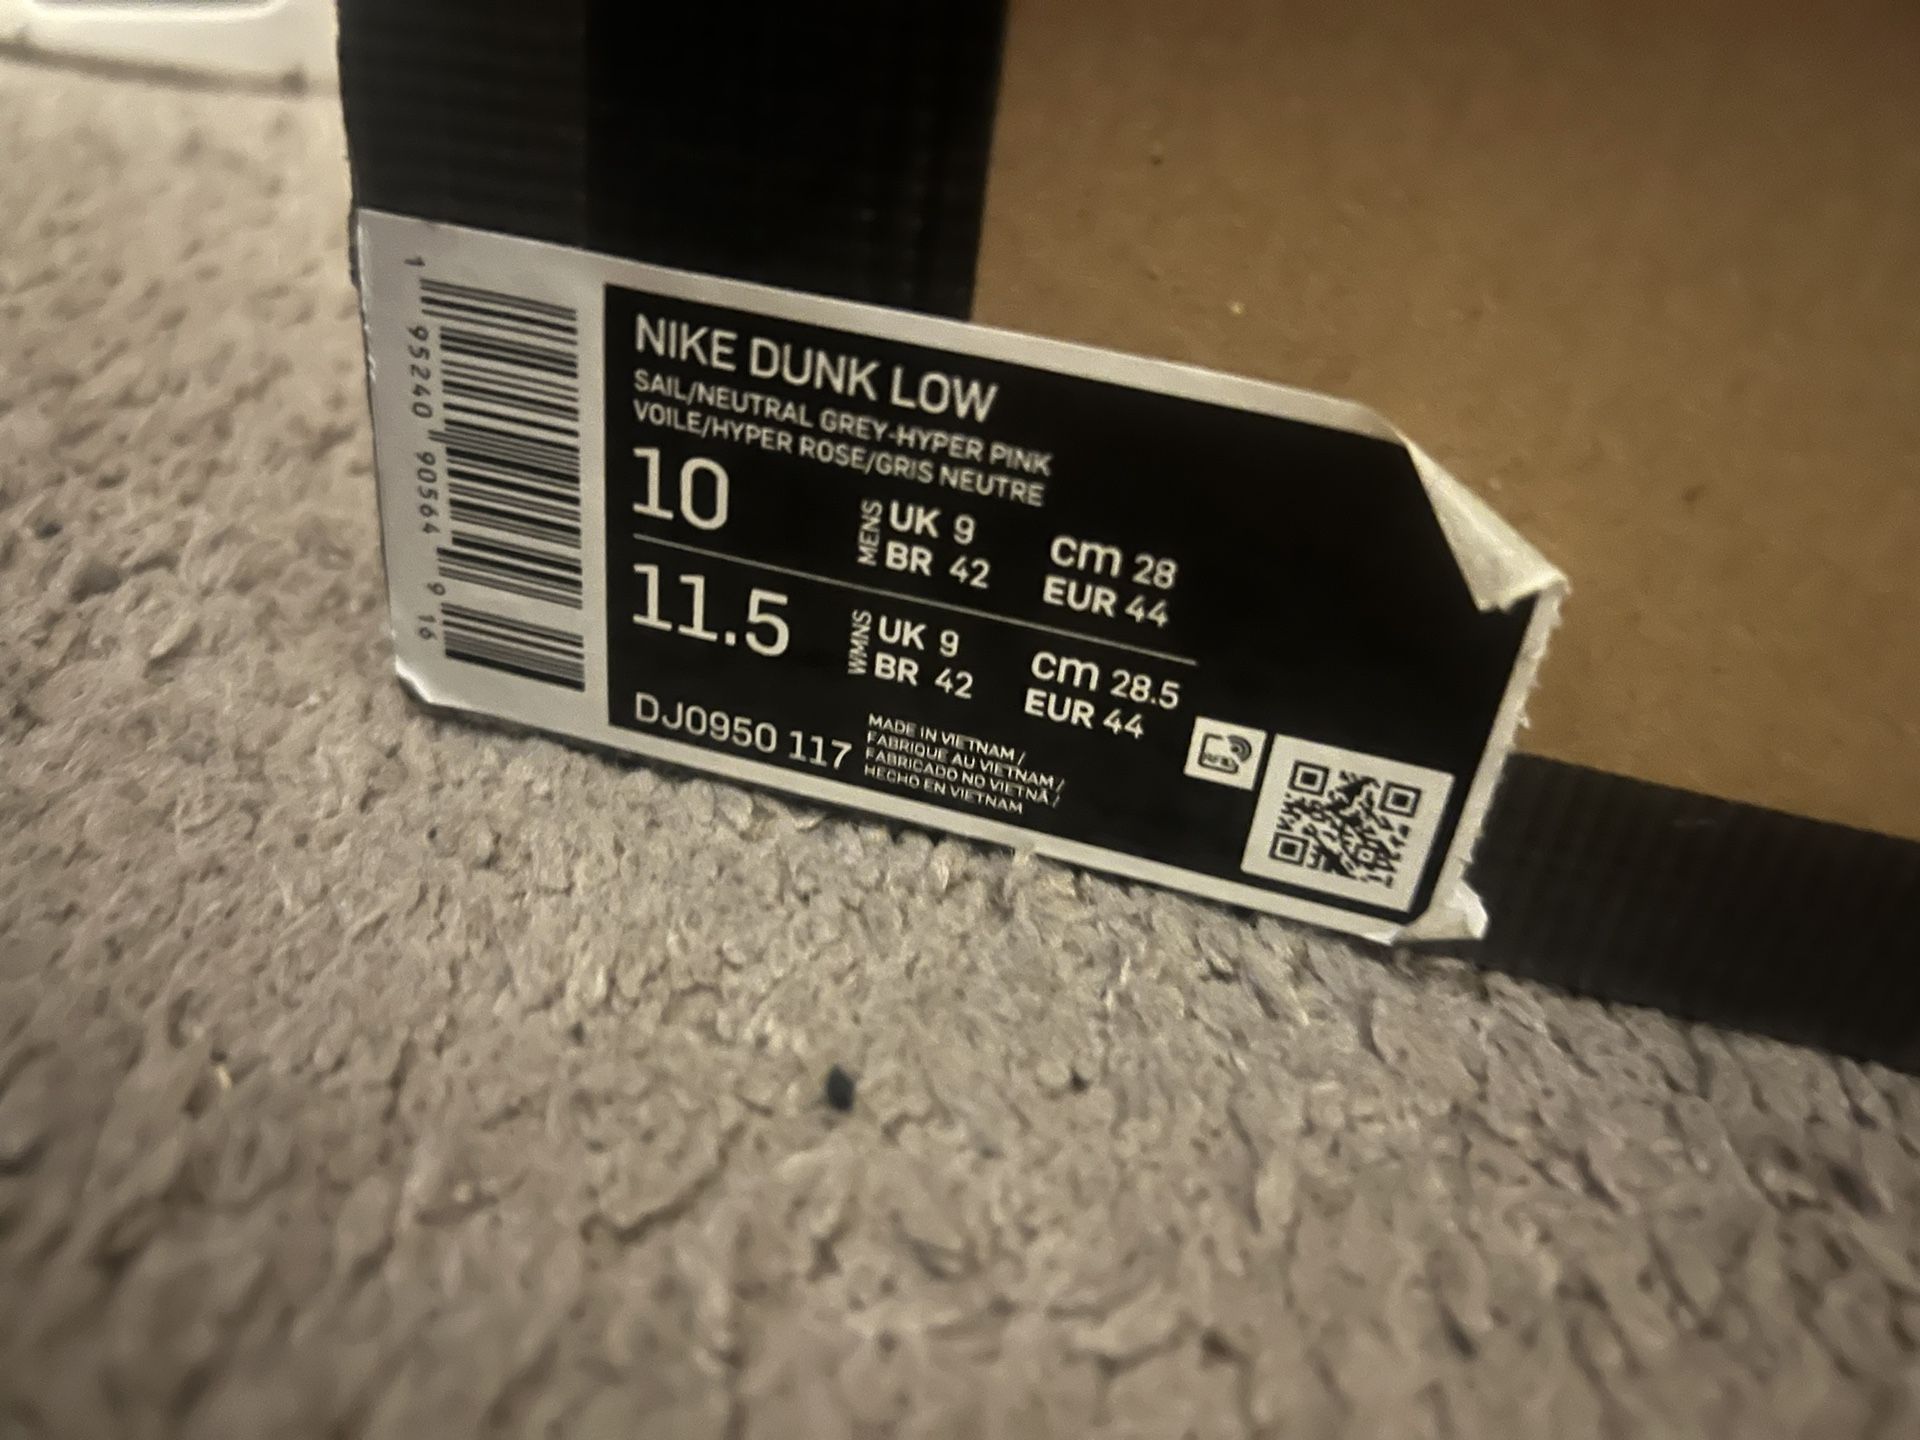 1 95240 90564 9 16
NIKE DUNK LOW
SAIL/NEUTRAL GREY-HYPER PINK
VOILE/HYPER ROSE/GRIS NEUTRE
10
MENS
UK 9
BR 42
cm 28
EUR 44
11.5
WMNS
UK 9
BR 42
cm 28.5
EUR 44
DJ0950 117
MADE IN VIETNAM /
FABRIQUE AU VIETNAM /
FABRICADO NO VIETNÃ /
HECHO EN VIETNAM
RFID